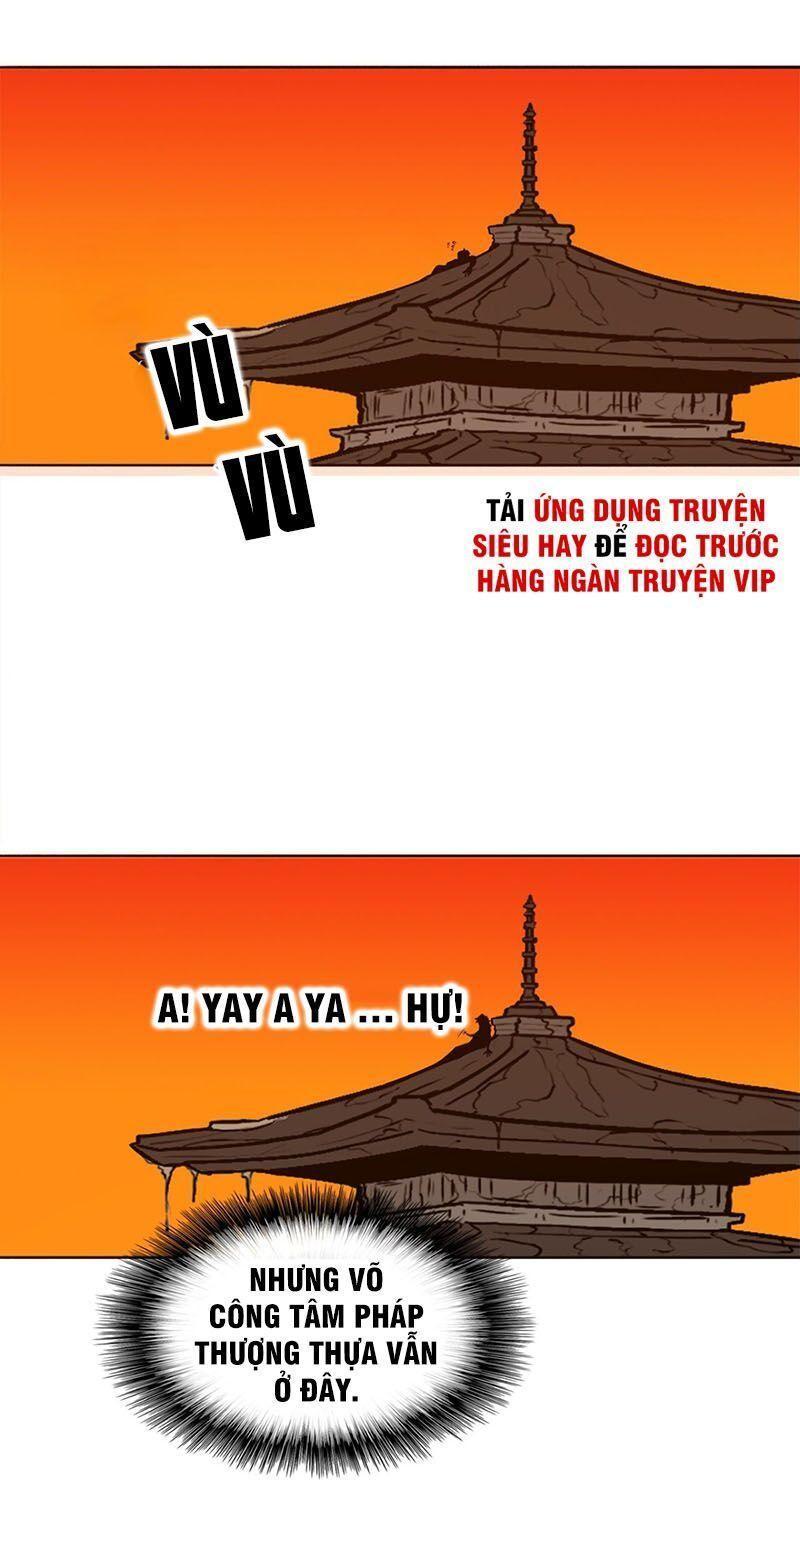 VÙ
VÙ
TẢI ỨNG DỤNG TRUYỆN
SIÊU HAY ĐỂ ĐỌC TRƯỚC
HÀNG NGÀN TRUYỆN VIP
A! YAY A YA ... HỰ!
NHƯNG VÕ
CÔNG TÂM PHÁP
THƯỢNG THỪA VẪN
Ở ĐÂY.